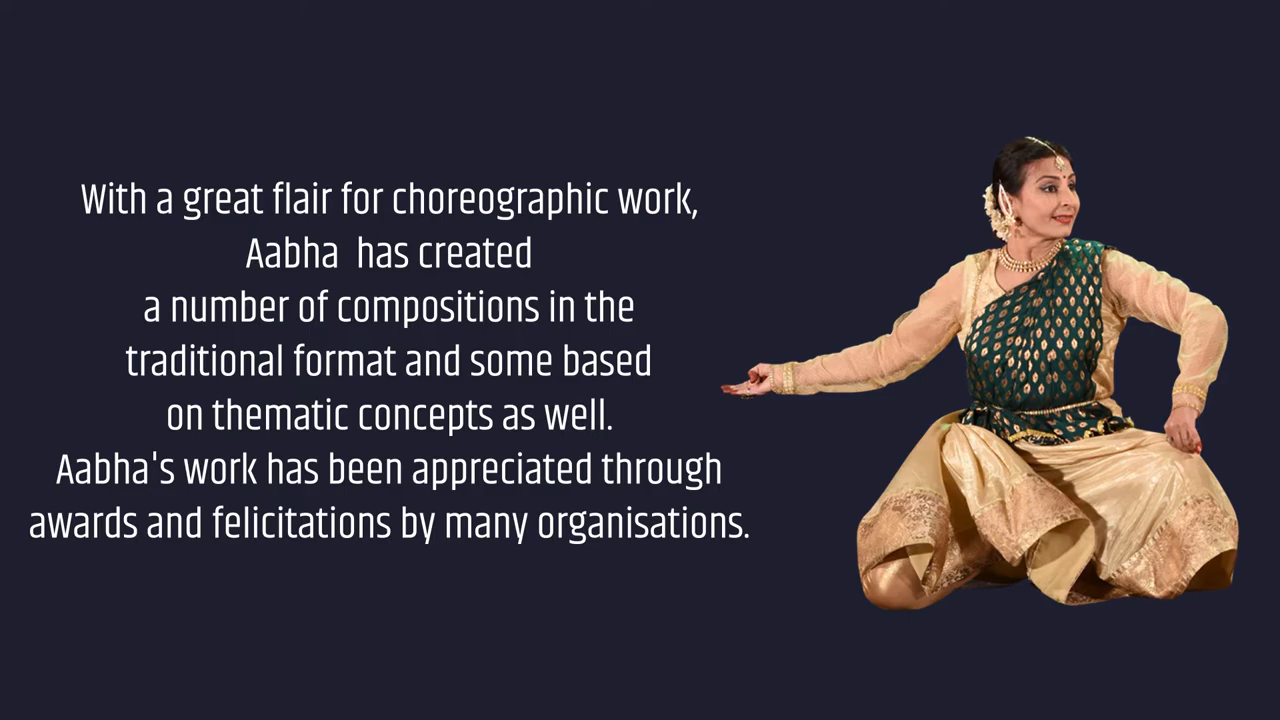 With a great flair for choreographic work,
Aabha  has created
a number of compositions in the
traditional format and some based
on thematic concepts as well.
Aabha's work has been appreciated through
awards and felicitations by many organisations.